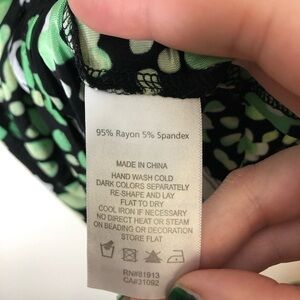 95% Rayon 5% Spandex
MADE IN CHINA
HAND WASH COLD
DARK COLORS SEPARATELY
RE-SHAPE AND LAY
FLAT TO DRY
COOL IRON IF NECESSARY
NO DIRECT HEAT OR STEAM
ON BEADING OR DECORATION
STORE FLAT
RN#81913
CA#31092